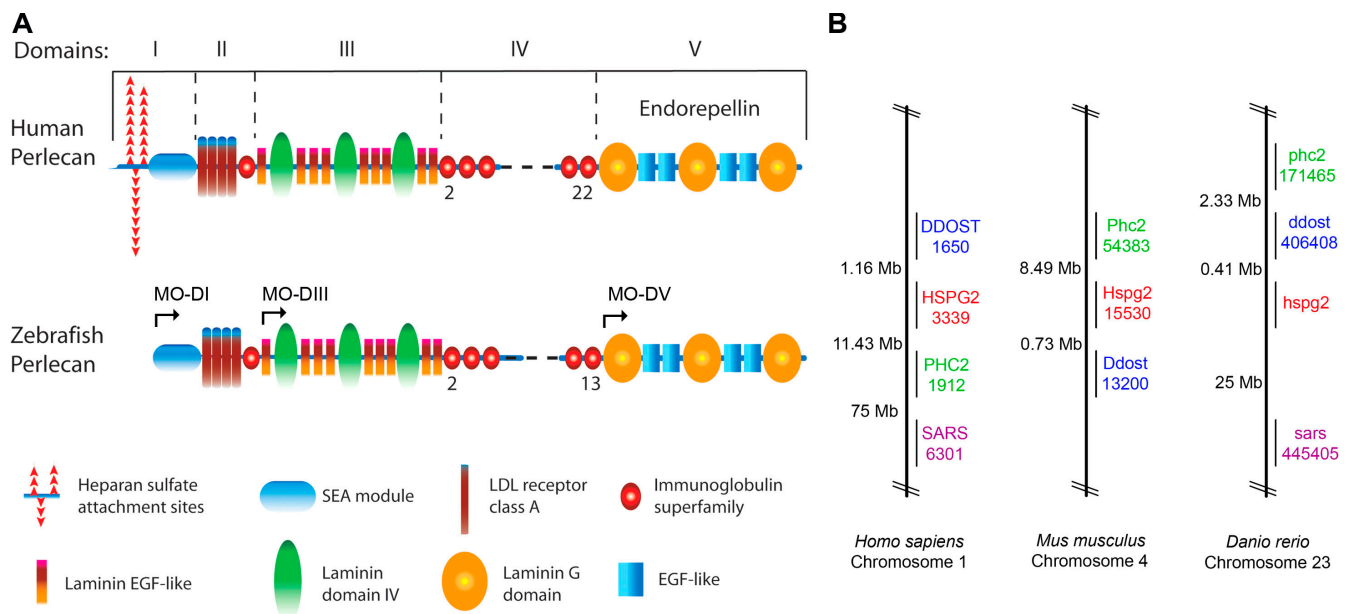 A
Domains:
I
II
III
IV
V
Human
Perlecan
Endorepellin
2
22
MO-DI
MO-DIII
MO-DV
Zebrafish
Perlecan
2
13
Heparan sulfate
attachment sites
SEA module
LDL receptor
class A
Immunoglobulin
superfamily
Laminin EGF-like
Laminin
domain IV
Laminin G
domain
EGF-like
B
DDOST
1650
1.16 Mb
HSPG2
3339
11.43 Mb
PHC2
1912
75 Mb
SARS
6301
Homo sapiens
Chromosome 1
Phc2
54383
8.49 Mb
Hspg2
15530
0.73 Mb
Ddost
13200
Mus musculus
Chromosome 4
phc2
171465
2.33 Mb
ddost
406408
0.41 Mb
hspg2
25 Mb
sars
445405
Danio rerio
Chromosome 23